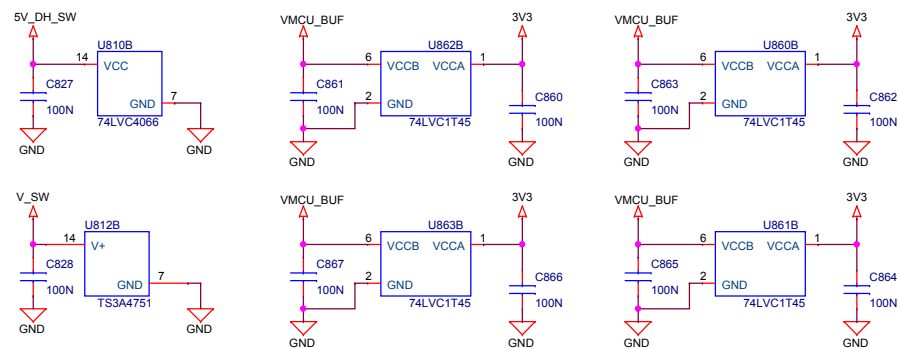 5V_DH_SW
U810B
14
VCC
C827
100N
GND
7
74LVC4066
GND
GND
VMCU_BUF
3V3
U862B
6
VCCB
VCCA
1
C861
100N
2
GND
C860
100N
74LVC1T45
GND
GND
VMCU_BUF
3V3
U860B
6
VCCB
VCCA
1
C863
100N
2
GND
C862
100N
74LVC1T45
GND
GND
V_SW
U812B
14
V+
C828
100N
GND
7
TS3A4751
GND
GND
VMCU_BUF
3V3
U863B
6
VCCB
VCCA
1
C867
100N
2
GND
C866
100N
74LVC1T45
GND
GND
VMCU_BUF
3V3
U861B
6
VCCB
VCCA
1
C865
100N
2
GND
C864
100N
74LVC1T45
GND
GND